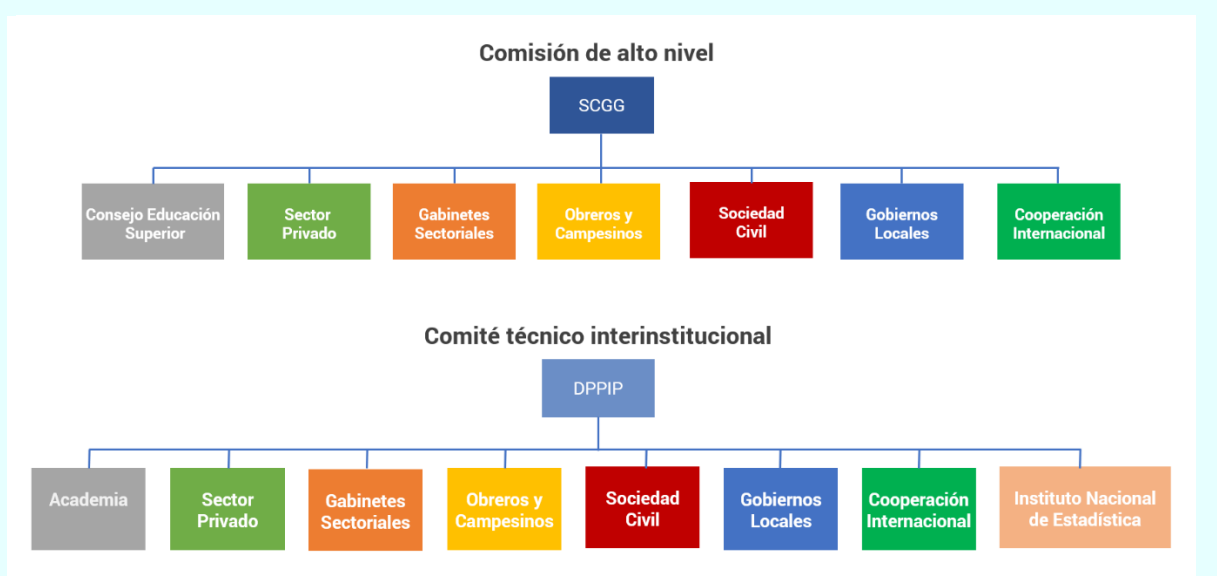 Comisión de alto nivel
SCGG
Consejo Educación
Superior
Sector
Privado
Gabinetes
Sectoriales
Obreros y
Campesinos
Sociedad
Civil
Gobiernos
Locales
Cooperación
Internacional
Comité técnico interinstitucional
DPPIP
Academia
Sector
Privado
Gabinetes
Sectoriales
Obreros y
Campesinos
Sociedad
Civil
Gobiernos
Locales
Cooperación
Internacional
Instituto Nacional
de Estadística